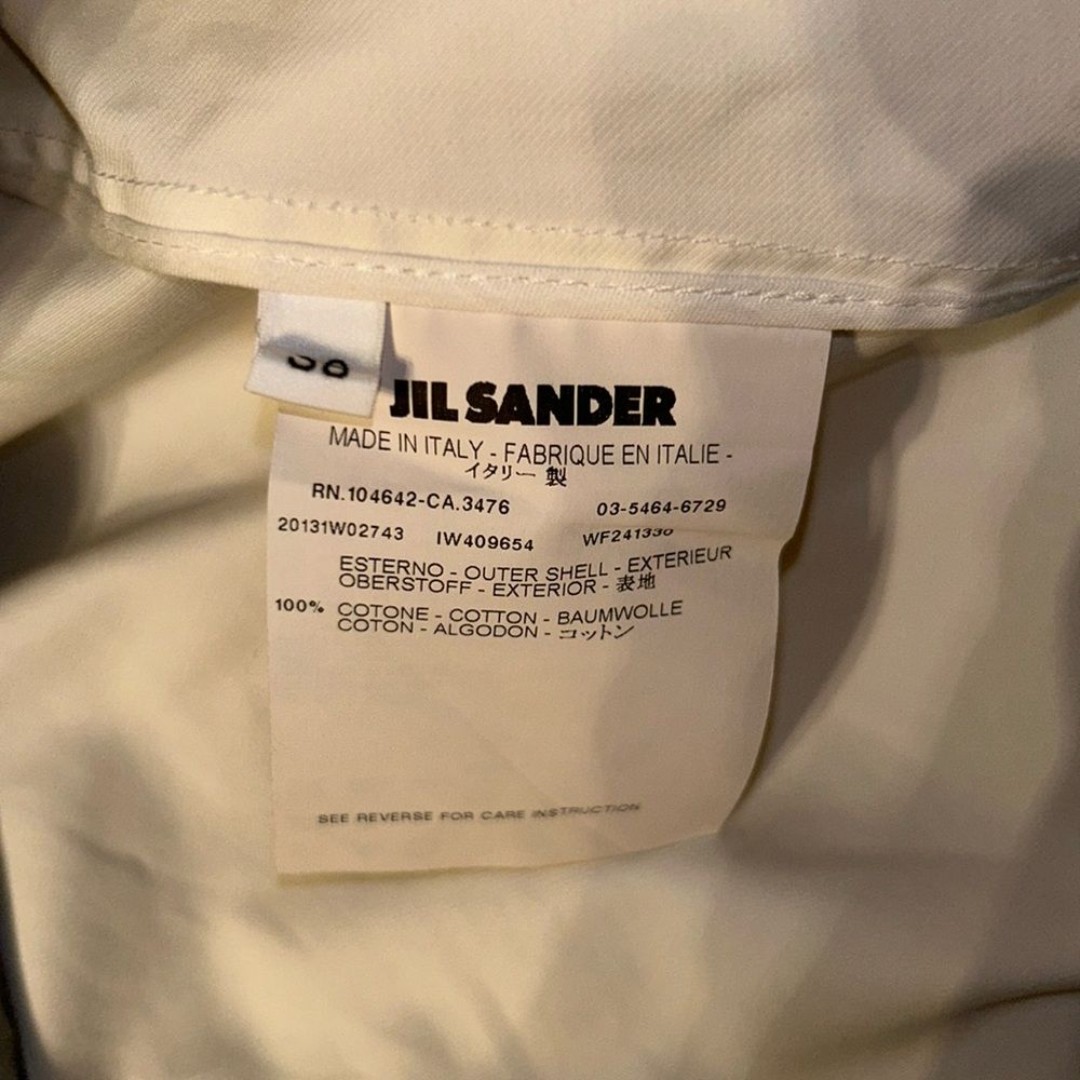 JIL SANDER
MADE IN ITALY - FABRIQUE EN ITALIE -
イタリー 製
RN.104642-CA.3476 03-5464-6729
20131W02743 IW409654 WF241330
ESTERNO - OUTER SHELL - EXTERIEUR
OBERSTOFF - EXTERIOR - 表地
100% COTONE - COTTON - BAUMWOLLE
COTON - ALGODON - コットン
SEE REVERSE FOR CARE INSTRUCTION